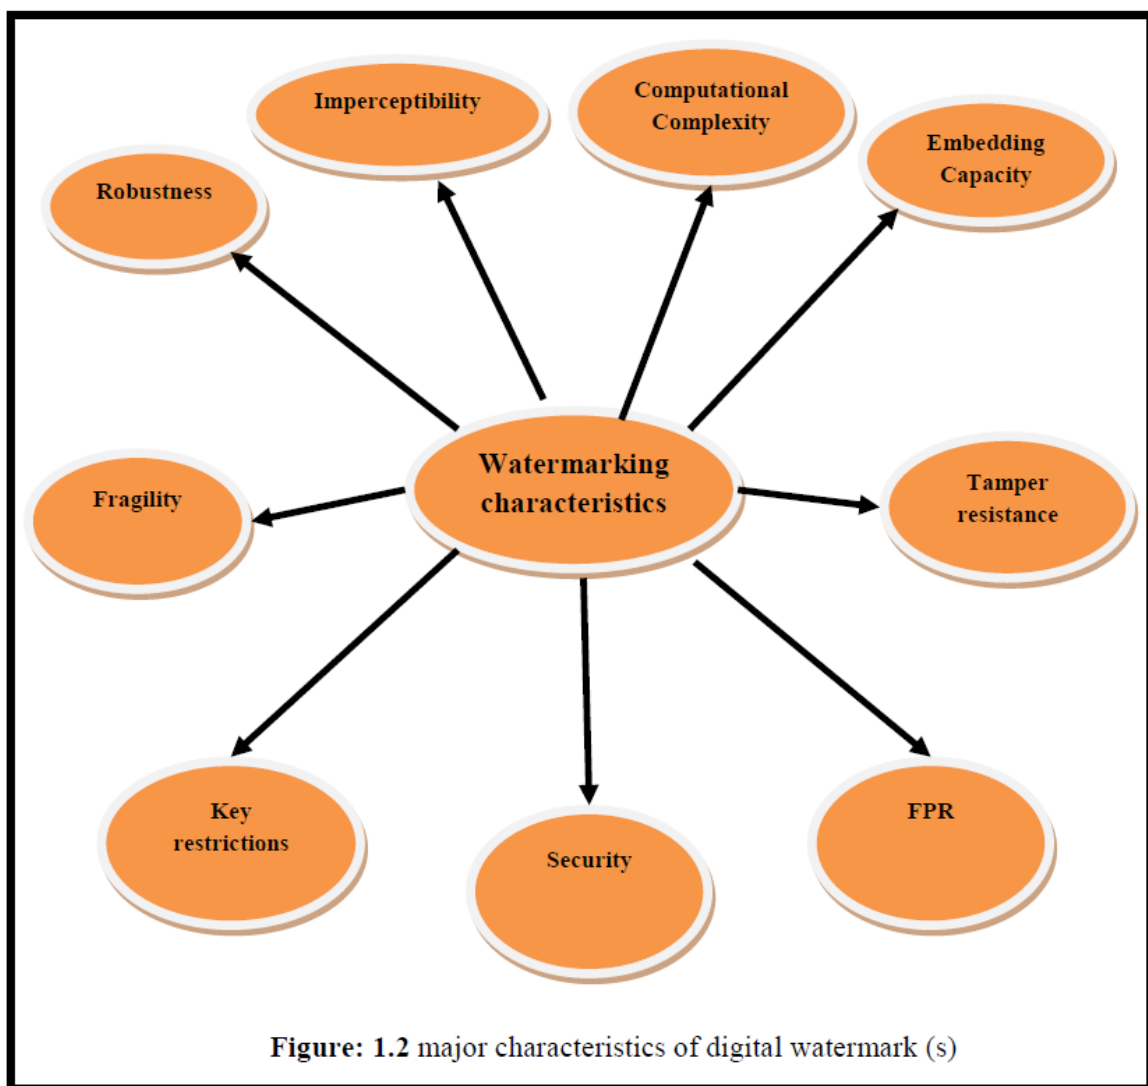 Imperceptibility
Computational
Complexity
Embedding
Capacity
Robustness
Watermarking
characteristics
Fragility
Tamper
resistance
Key
restrictions
Security
FPR
Figure: 1.2 major characteristics of digital watermark (s)